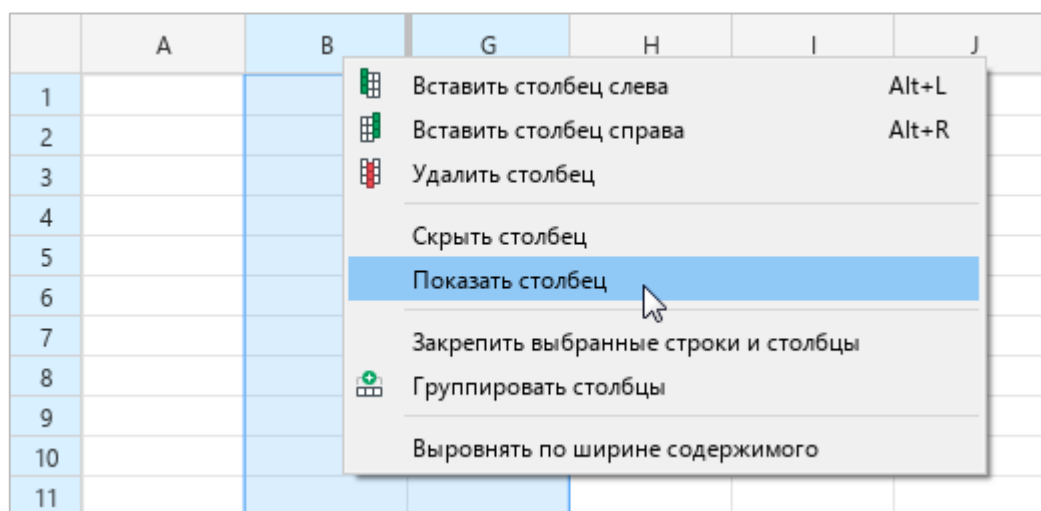 A B G H I J
1
Вставить столбец слева Alt+L
2
Вставить столбец справа Alt+R
3
Удалить столбец
4
Скрыть столбец
5
Показать столбец
6
7
Закрепить выбранные строки и столбцы
8
Группировать столбцы
9
10
Выровнять по ширине содержимого
11